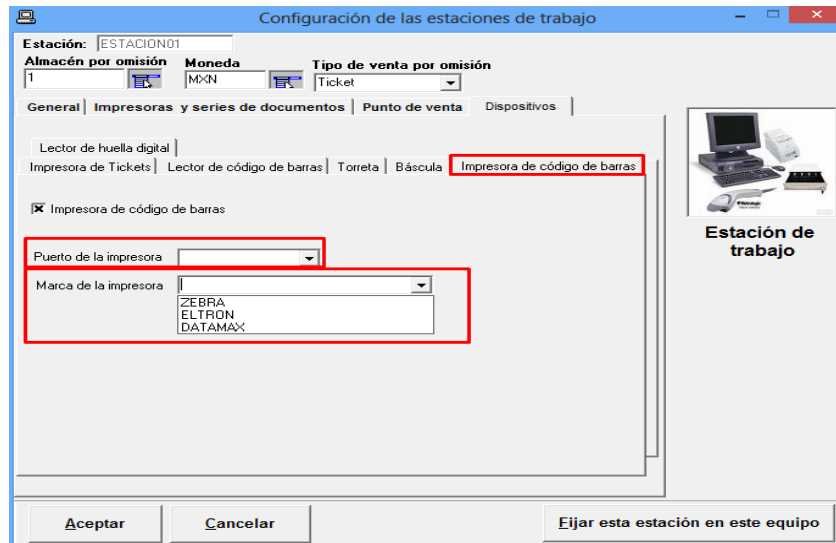 Configuración de las estaciones de trabajo
Estación: ESTACION01
Almacén por omisión Moneda Tipo de venta por omisión
1 MXN Ticket
General Impresoras y series de documentos Punto de venta Dispositivos
Lector de huella digital
Impresora de Tickets Lector de código de barras Torreta Báscula Impresora de código de barras
Impresora de código de barras
Puerto de la impresora
Marca de la impresora
ZEBRA
ELTRON
DATAMAX
Estación de
trabajo
Aceptar Cancelar Fijar esta estación en este equipo